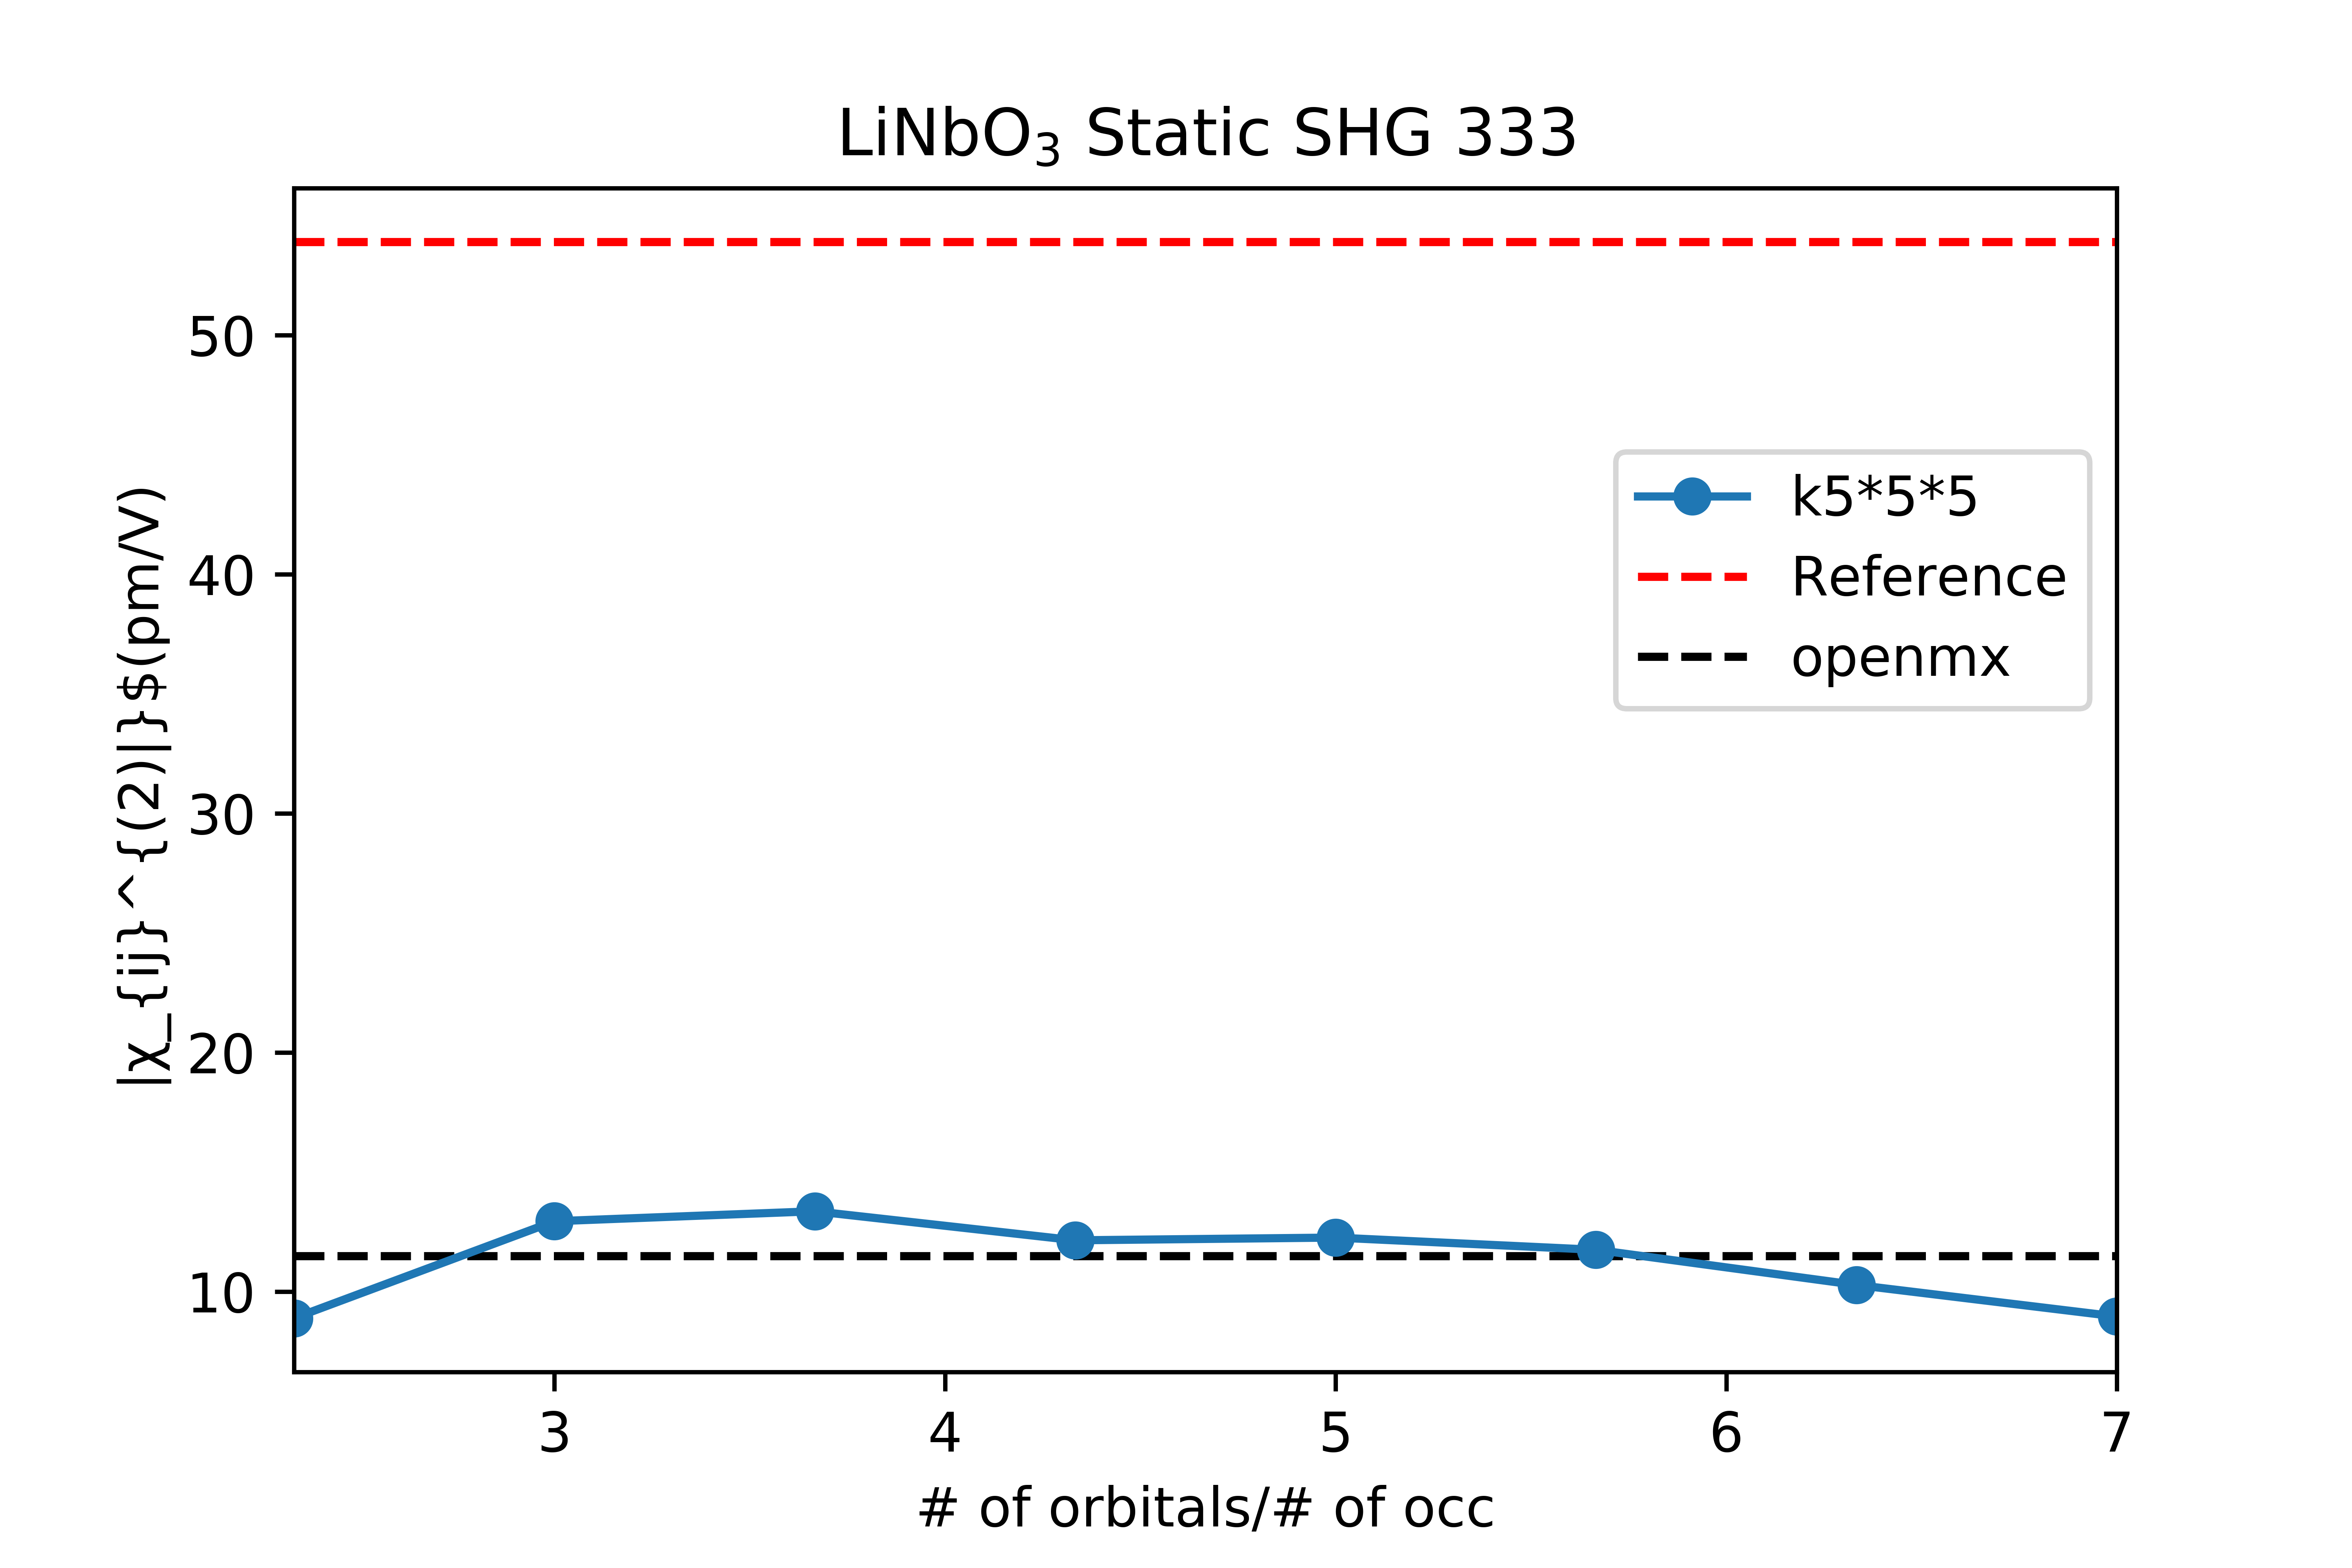 LiNbO₃ Static SHG 333
|χ_{ij}^{(2)|}$(pm/V)
50
40
30
20
10
k5*5*5
Reference
openmx
3 4 5 6 7
# of orbitals/# of occ